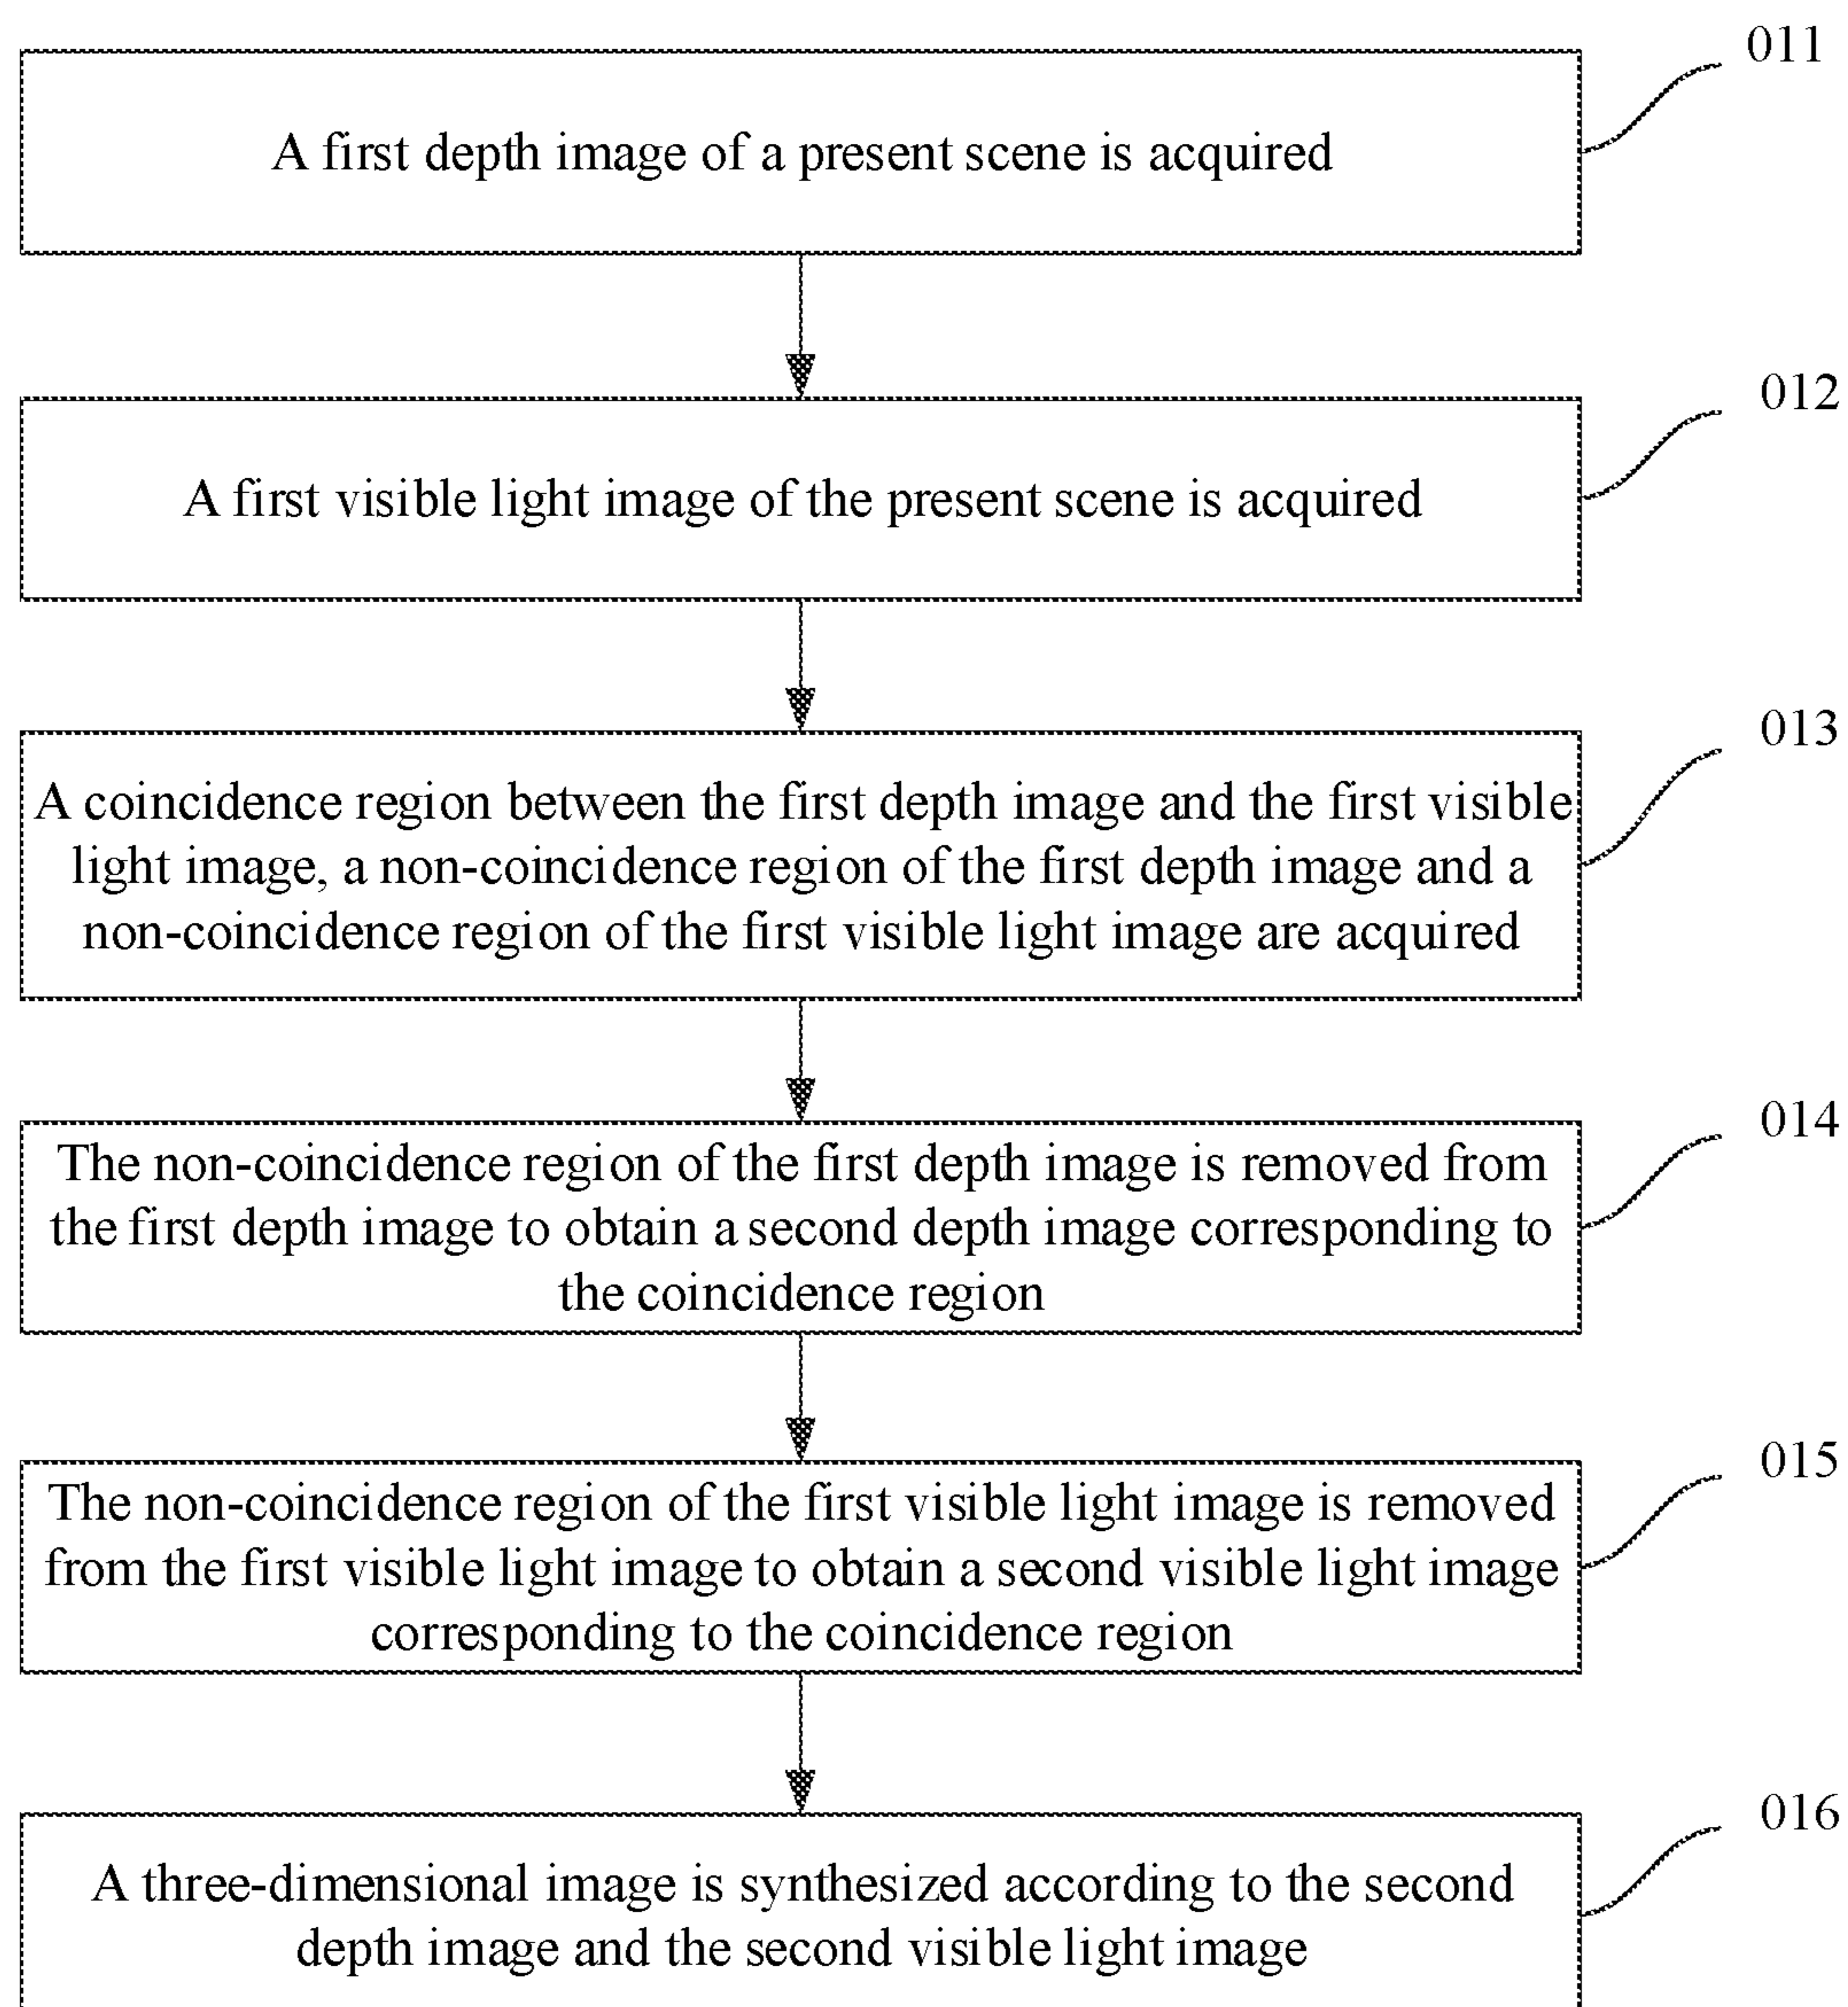 011
A first depth image of a present scene is acquired
012
A first visible light image of the present scene is acquired
013
A coincidence region between the first depth image and the first visible
light image, a non-coincidence region of the first depth image and a
non-coincidence region of the first visible light image are acquired
014
The non-coincidence region of the first depth image is removed from
the first depth image to obtain a second depth image corresponding to
the coincidence region
015
The non-coincidence region of the first visible light image is removed
from the first visible light image to obtain a second visible light image
corresponding to the coincidence region
016
A three-dimensional image is synthesized according to the second
depth image and the second visible light image